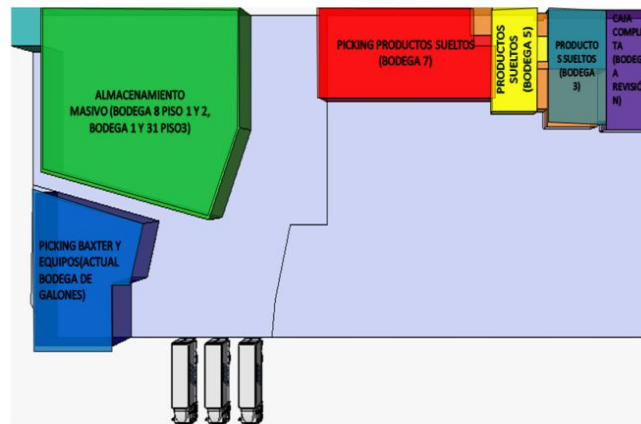 ALMACENAMIENTO
MASIVO (BODEGA 8 PISO 1 Y 2,
BODEGA 1 Y 31 PISO3)
PICKING PRODUCTOS SUELTOS
(BODEGA 7)
PRODUCTOS
SUELTOS
(BODEGA 5)
PRODUCTO
S SUELTOS
(BODEGA
3)
CAJA
COMPLE
TA
(BODEG
A
REVISIÓ
N)
PICKING BAXTER Y
EQUIPOS(ACTUAL
BODEGA DE
GALONES)